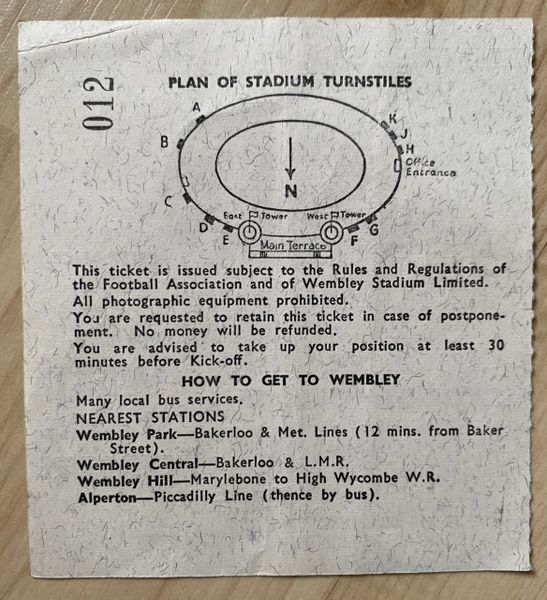 012
PLAN OF STADIUM TURNSTILES
A
K
J
B
H
Office
Entrance
N
C
East Tower
West Tower
D
G
E
F
Main Terrace
This ticket is issued subject to the Rules and Regulations of
the Football Association and of Wembley Stadium Limited.
All photographic equipment prohibited.
You are requested to retain this ticket in case of postpone-
ment. No money will be refunded.
You are advised to take up your position at least 30
minutes before Kick-off.
HOW TO GET TO WEMBLEY
Many local bus services.
NEAREST STATIONS
Wembley Park—Bakerloo & Met. Lines (12 mins. from Baker
Street).
Wembley Central—Bakerloo & L.M.R.
Wembley Hill—Marylebone to High Wycombe W.R.
Alperton—Piccadilly Line (thence by bus).